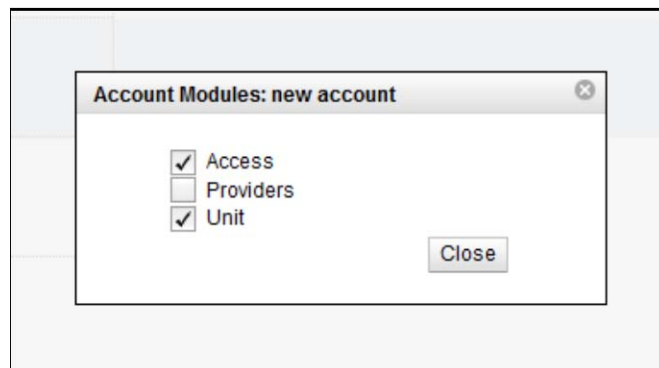 Account Modules: new account
Access
Providers
Unit
Close